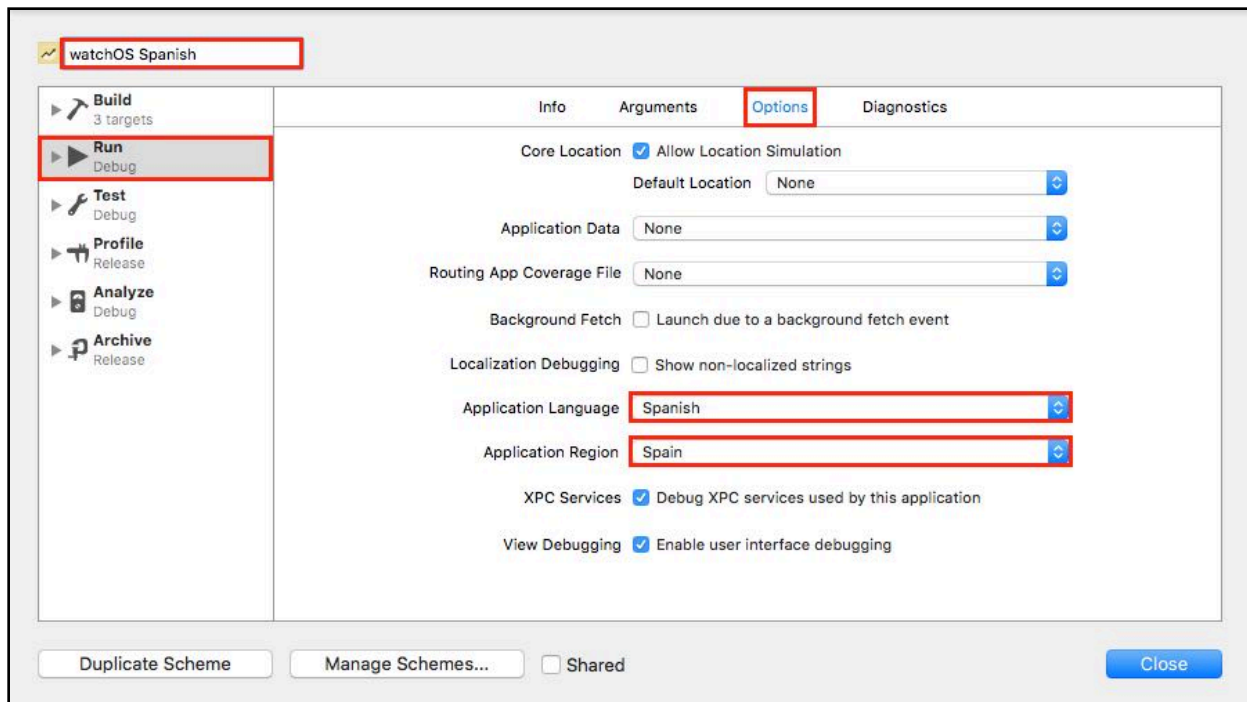 watchOS Spanish
Build
3 targets
Run
Debug
Test
Debug
Profile
Release
Analyze
Debug
Archive
Release
Info Arguments Options Diagnostics
Core Location Allow Location Simulation
Default Location None
Application Data None
Routing App Coverage File None
Background Fetch Launch due to a background fetch event
Localization Debugging Show non-localized strings
Application Language Spanish
Application Region Spain
XPC Services Debug XPC services used by this application
View Debugging Enable user interface debugging
Duplicate Scheme Manage Schemes... Shared Close